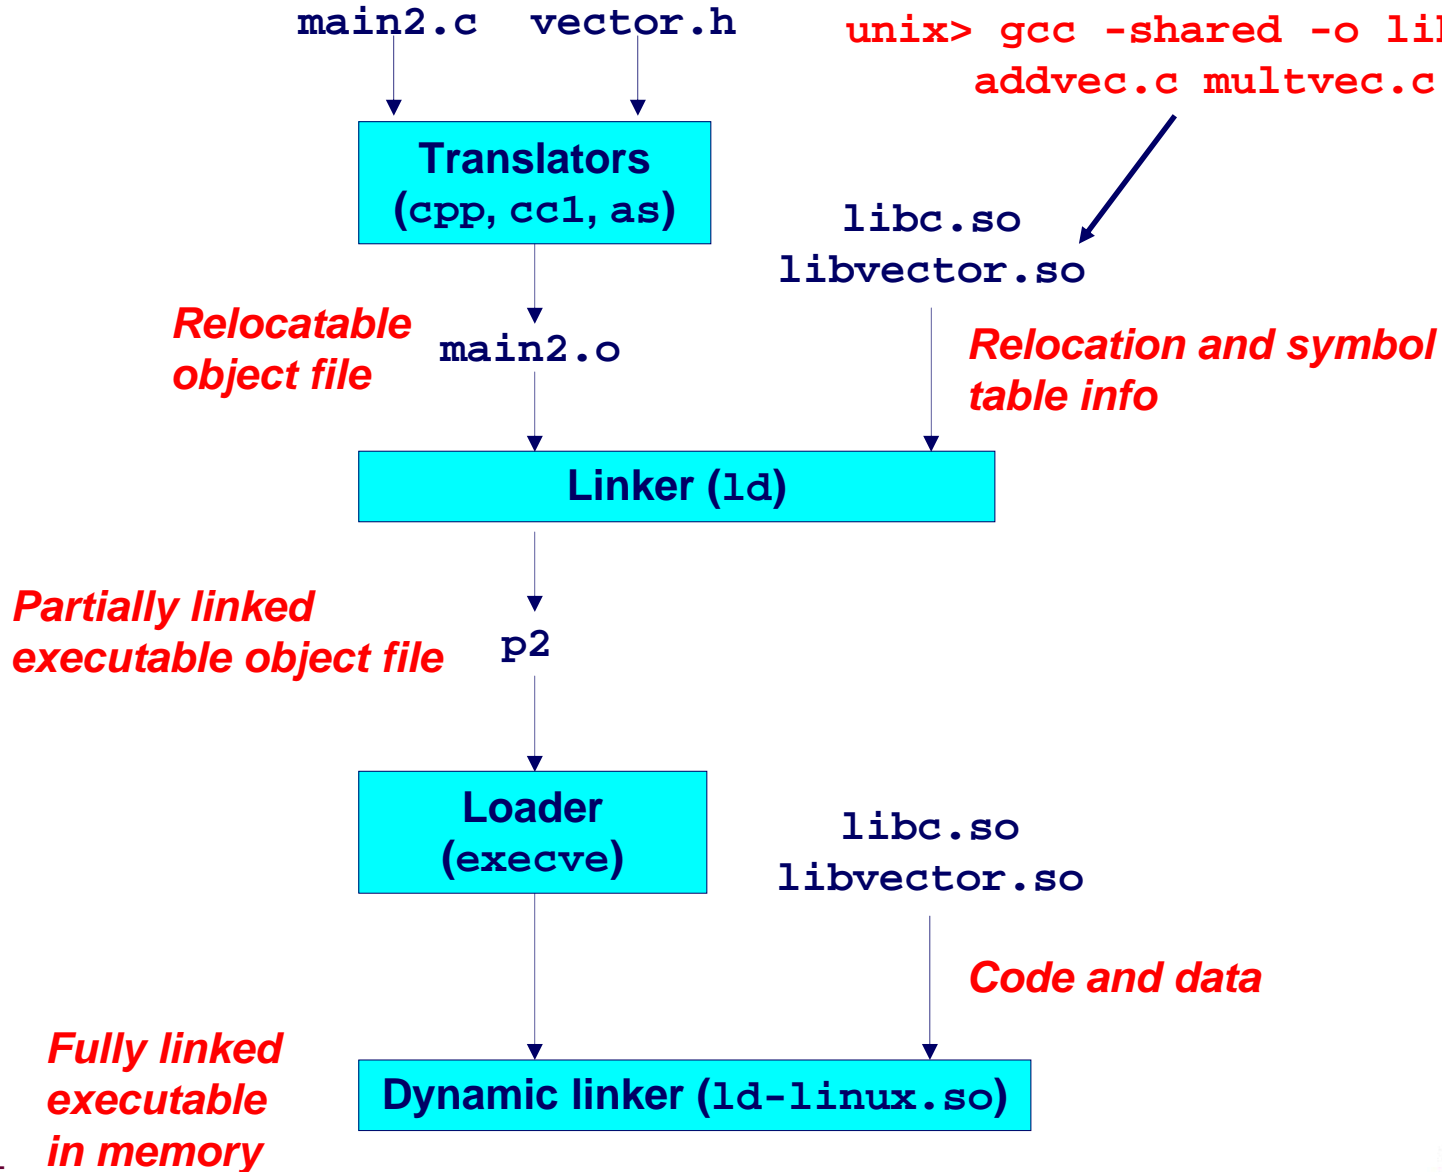 main2.c vector.h
unix> gcc -shared -o
addvec.c multvec.c
Translators
(cpp, cc1, as)
libc.so
libvector.so
Relocatable
object file
main2.o
Relocation and symbol
table info
Linker (ld)
Partially linked
executable object file
p2
Loader
(execve)
libc.so
libvector.so
Code and data
Fully linked
executable
in memory
Dynamic linker (ld-linux.so)